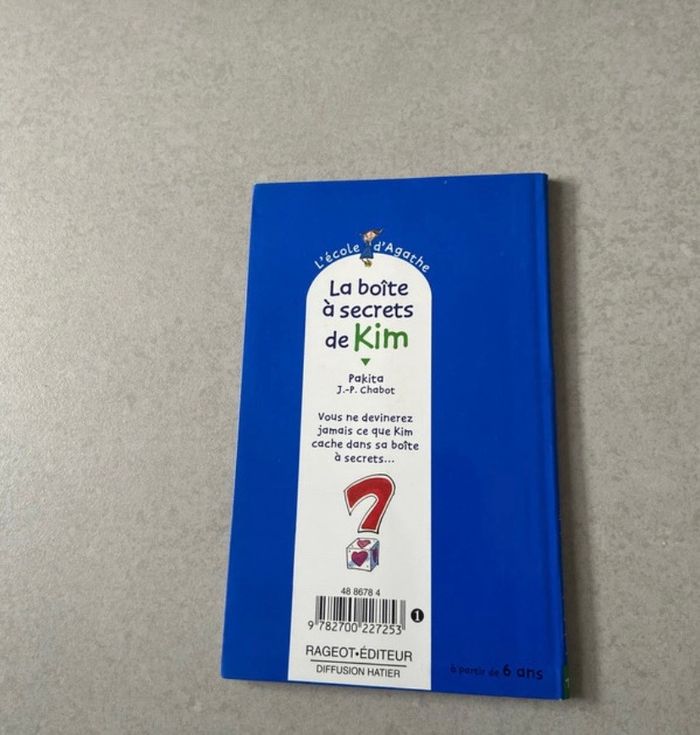 L'école d'Agathe
La boîte
à secrets
de Kim
Pakita
J.-P. Chabot
Vous ne devinerez
jamais ce que Kim
cache dans sa boîte
à secrets...
?
48 8678 4
9 782700 227253
1
RAGEOT•ÉDITEUR
DIFFUSION HATIER
à partir de 6 ans